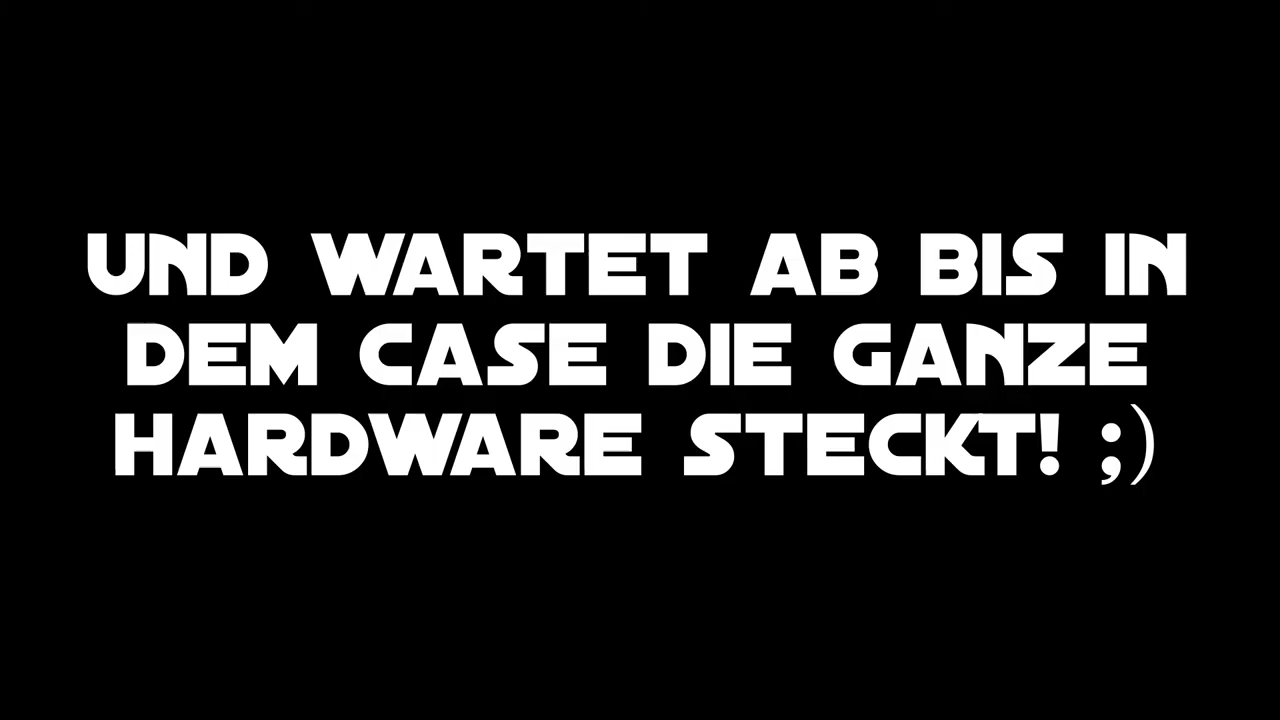 UND WARTET AB BIS IN
DEM CASE DIE GANZE
HARDWARE STECKT! ;)